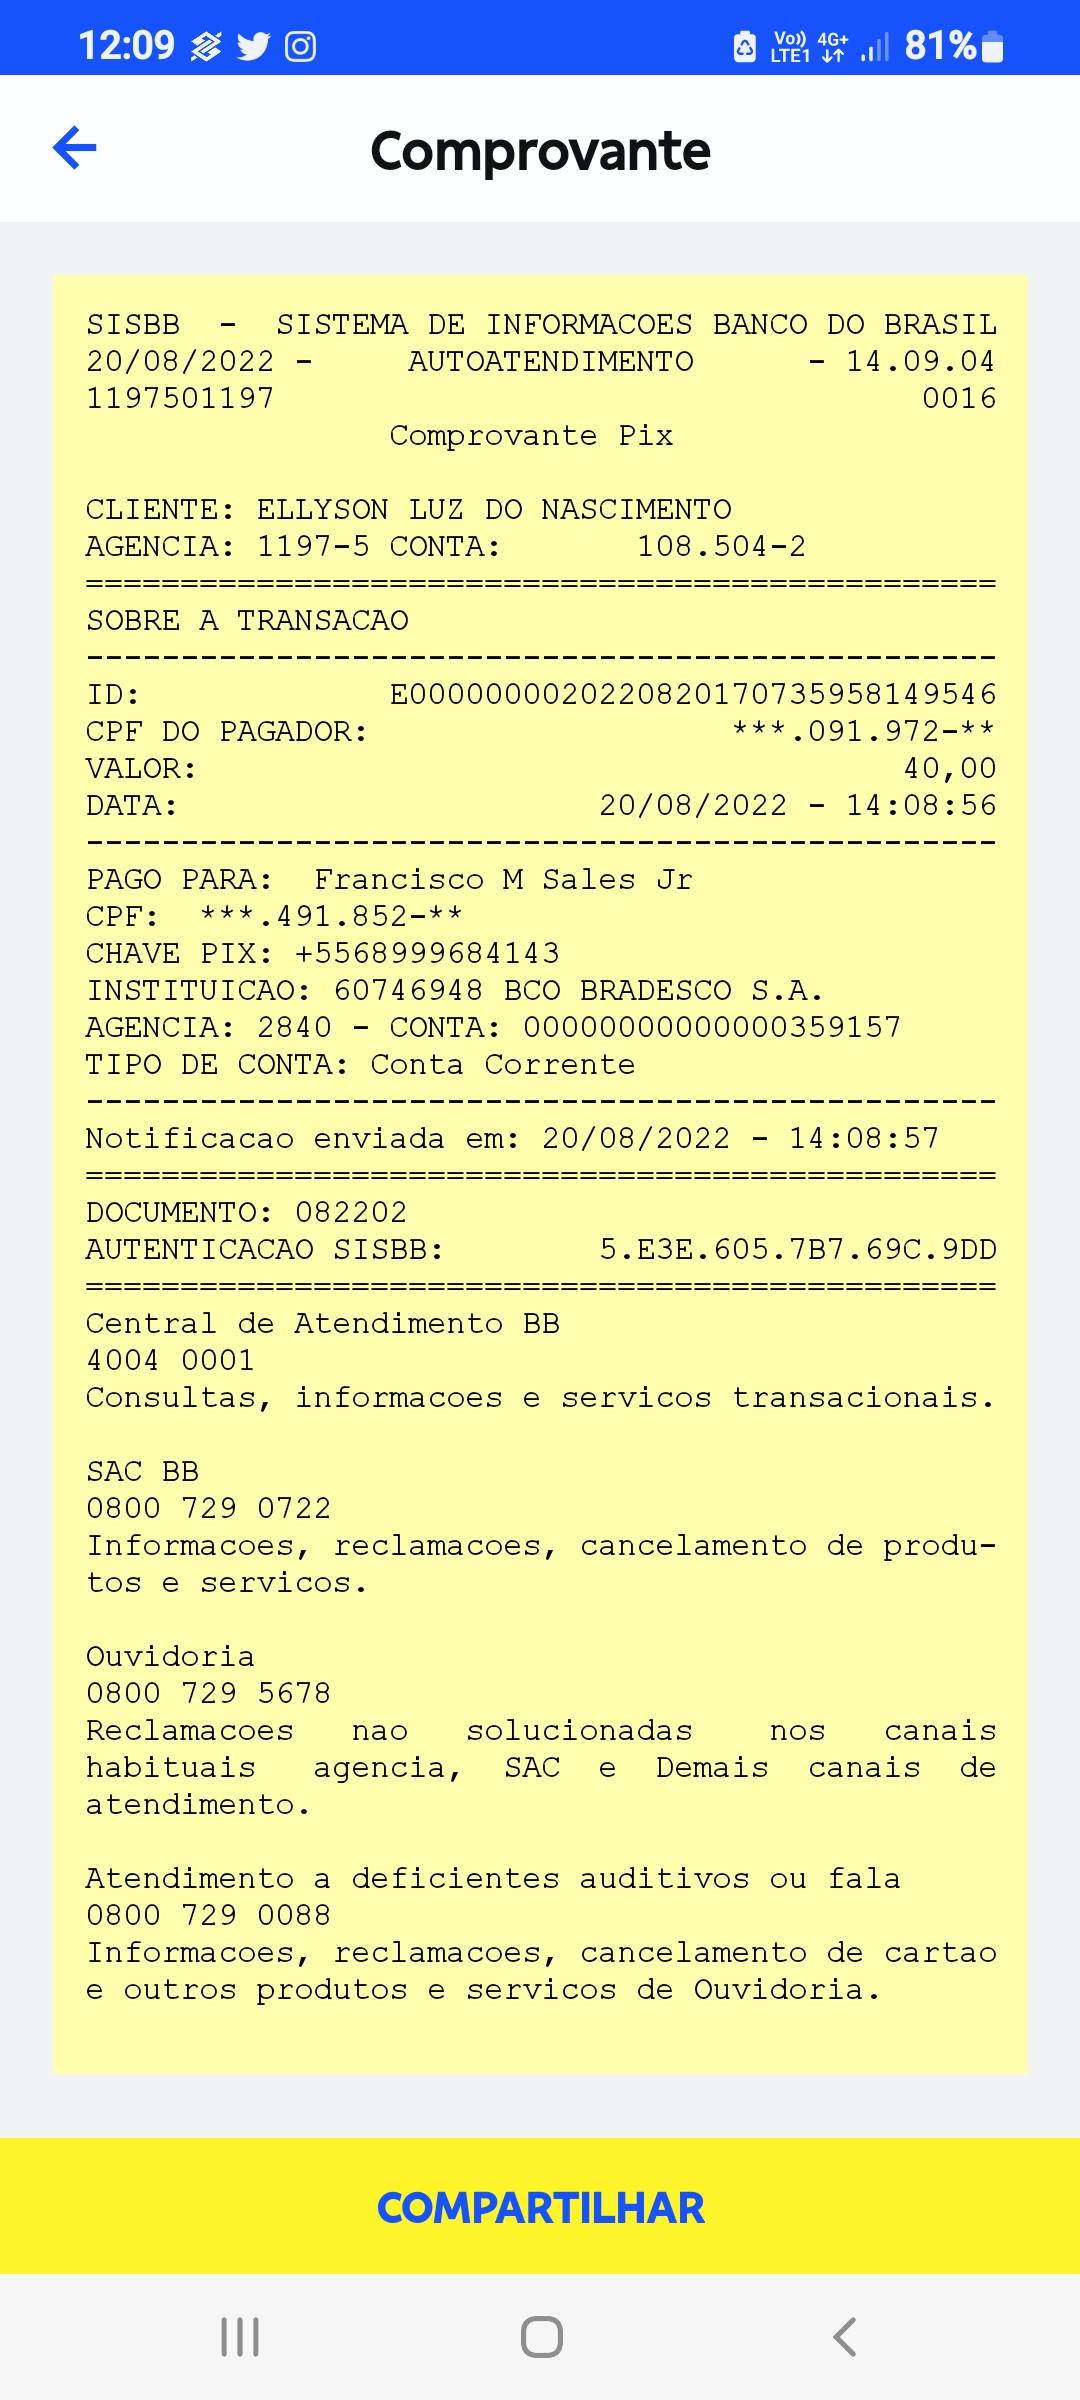 12:09 Vo)) LTE1 4G+ 81%
Comprovante
SISBB - SISTEMA DE INFORMACOES BANCO DO BRASIL
20/08/2022 - AUTOATENDIMENTO - 14.09.04
1197501197 0016
Comprovante Pix
CLIENTE: ELLYSON LUZ DO NASCIMENTO
AGENCIA: 1197-5 CONTA: 108.504-2
================================================
SOBRE A TRANSACAO
------------------------------------------------
ID: E0000000020220820170735958149546
CPF DO PAGADOR: ***.091.972-**
VALOR: 40,00
DATA: 20/08/2022 - 14:08:56
------------------------------------------------
PAGO PARA: Francisco M Sales Jr
CPF: ***.491.852-**
CHAVE PIX: +5568999684143
INSTITUICAO: 60746948 BCO BRADESCO S.A.
AGENCIA: 2840 - CONTA: 00000000000000359157
TIPO DE CONTA: Conta Corrente
------------------------------------------------
Notificacao enviada em: 20/08/2022 - 14:08:57
================================================
DOCUMENTO: 082202
AUTENTICACAO SISBB: 5.E3E.605.7B7.69C.9DD
================================================
Central de Atendimento BB
4004 0001
Consultas, informacoes e servicos transacionais.
SAC BB
0800 729 0722
Informacoes, reclamacoes, cancelamento de produ-
tos e servicos.
Ouvidoria
0800 729 5678
Reclamacoes nao solucionadas nos canais
habituais agencia, SAC e Demais canais de
atendimento.
Atendimento a deficientes auditivos ou fala
0800 729 0088
Informacoes, reclamacoes, cancelamento de cartao
e outros produtos e servicos de Ouvidoria.
COMPARTILHAR